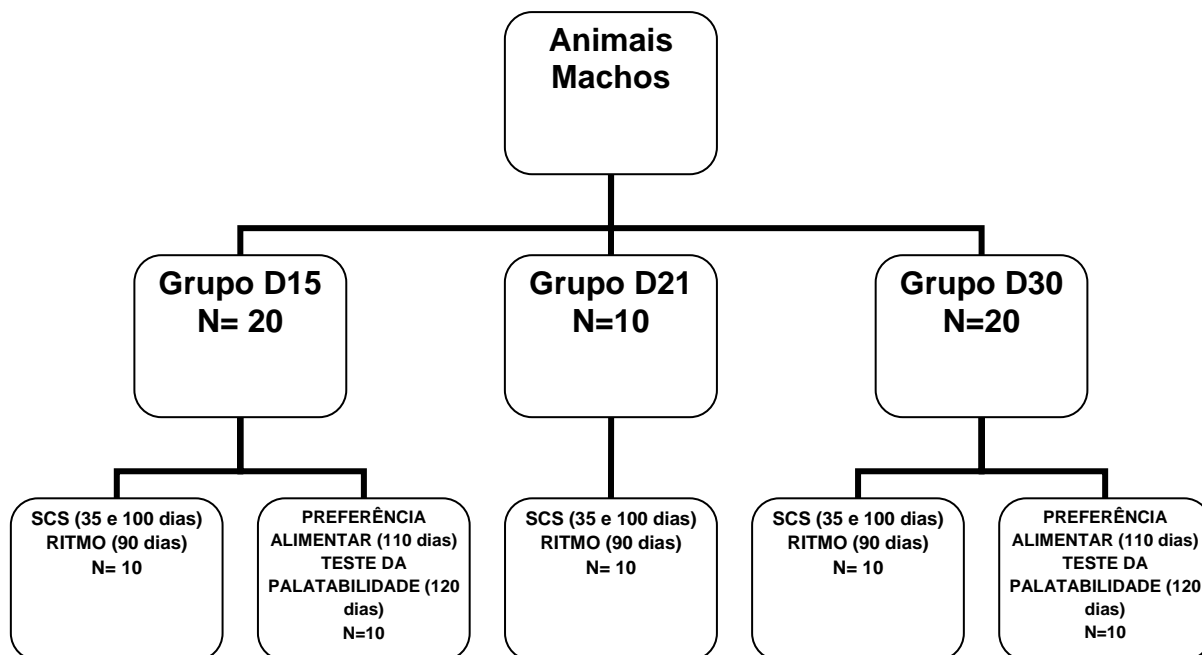 Animais
Machos
Grupo D15
N= 20
Grupo D21
N=10
Grupo D30
N=20
SCS (35 e 100 dias)
RITMO (90 dias)
N= 10
PREFERÊNCIA
ALIMENTAR (110 dias)
TESTE DA
PALATABILIDADE (120
dias)
N=10
SCS (35 e 100 dias)
RITMO (90 dias)
N= 10
SCS (35 e 100 dias)
RITMO (90 dias)
N= 10
PREFERÊNCIA
ALIMENTAR (110 dias)
TESTE DA
PALATABILIDADE (120
dias)
N=10